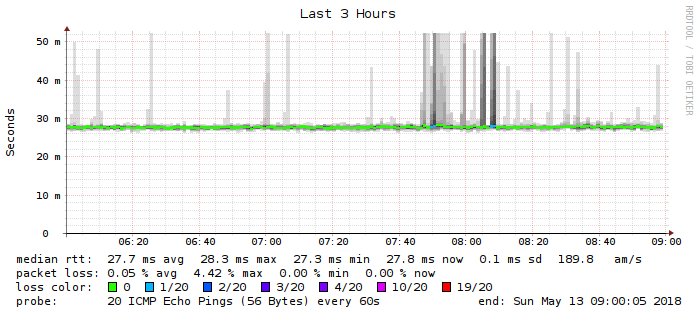 Last 3 Hours
RRDTOOL / TOBI OETIKER
Seconds
50 m
40 m
30 m
20 m
10 m
0
06:20 06:40 07:00 07:20 07:40 08:00 08:20 08:40 09:00
median rtt: 27.7 ms avg 28.3 ms max 27.3 ms min 27.8 ms now 0.1 ms sd 189.8 am/s
packet loss: 0.05 % avg 4.42 % max 0.00 % min 0.00 % now
loss color: 0 1/20 2/20 3/20 4/20 10/20 19/20
probe: 20 ICMP Echo Pings (56 Bytes) every 60s end: Sun May 13 09:00:05 2018